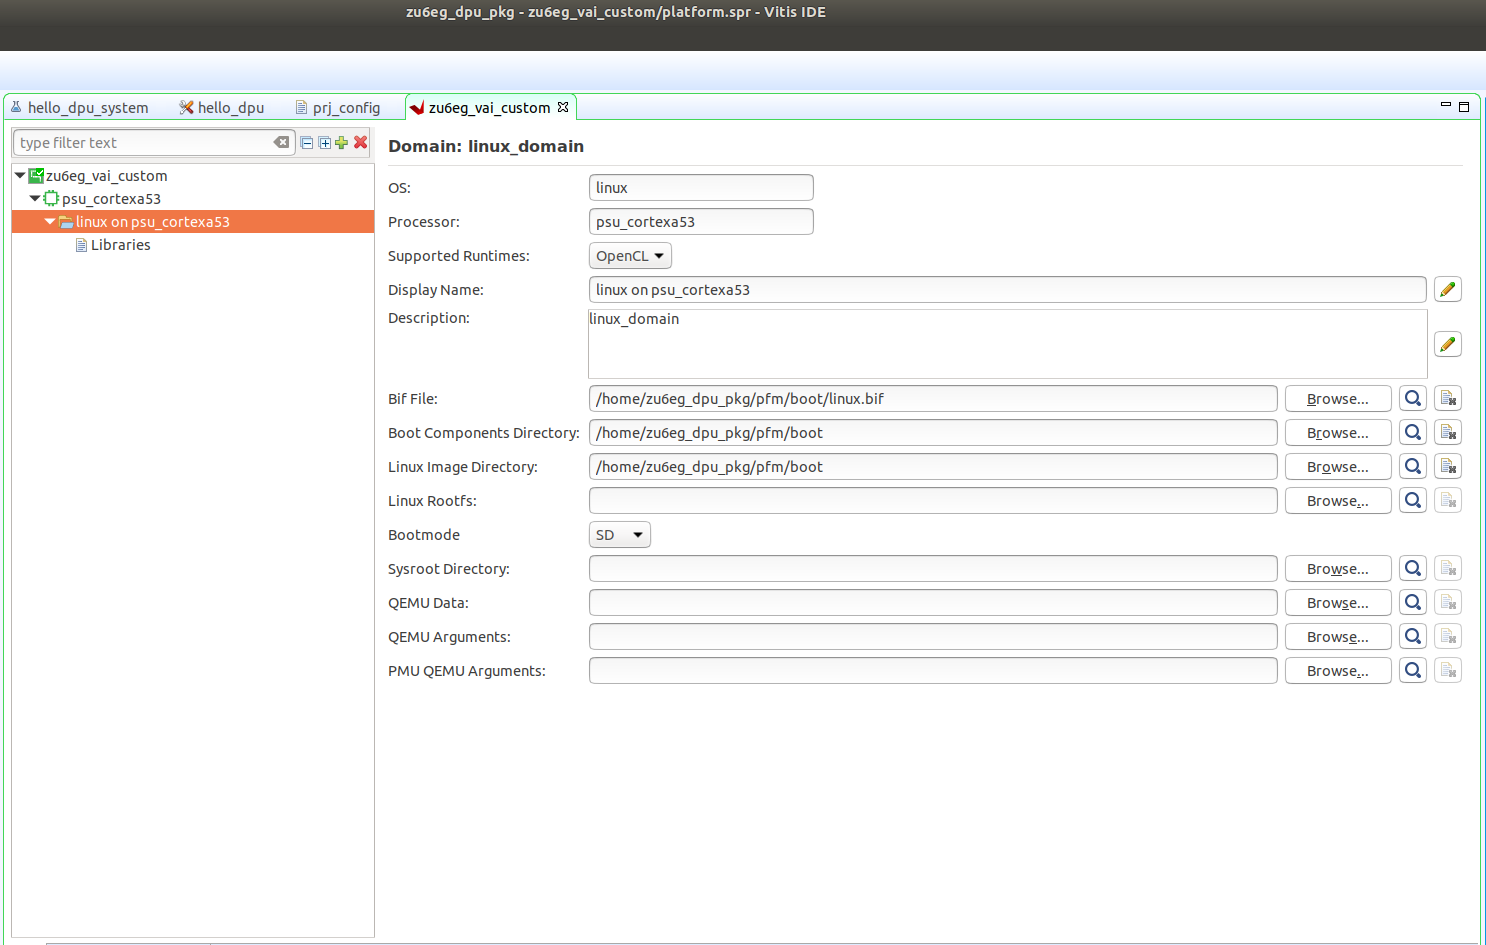 zu6eg_dpu_pkg - zu6eg_vai_custom/platform.spr - Vitis IDE
hello_dpu_system hello_dpu prj_config zu6eg_vai_custom
type filter text
zu6eg_vai_custom
psu_cortexa53
linux on psu_cortexa53
Libraries
Domain: linux_domain
OS: linux
Processor: psu_cortexa53
Supported Runtimes: OpenCL
Display Name: linux on psu_cortexa53
Description: linux_domain
Bif File: /home/zu6eg_dpu_pkg/pfm/boot/linux.bif Browse...
Boot Components Directory: /home/zu6eg_dpu_pkg/pfm/boot Browse...
Linux Image Directory: /home/zu6eg_dpu_pkg/pfm/boot Browse...
Linux Rootfs: Browse...
Bootmode SD
Sysroot Directory: Browse...
QEMU Data: Browse...
QEMU Arguments: Browse...
PMU QEMU Arguments: Browse...